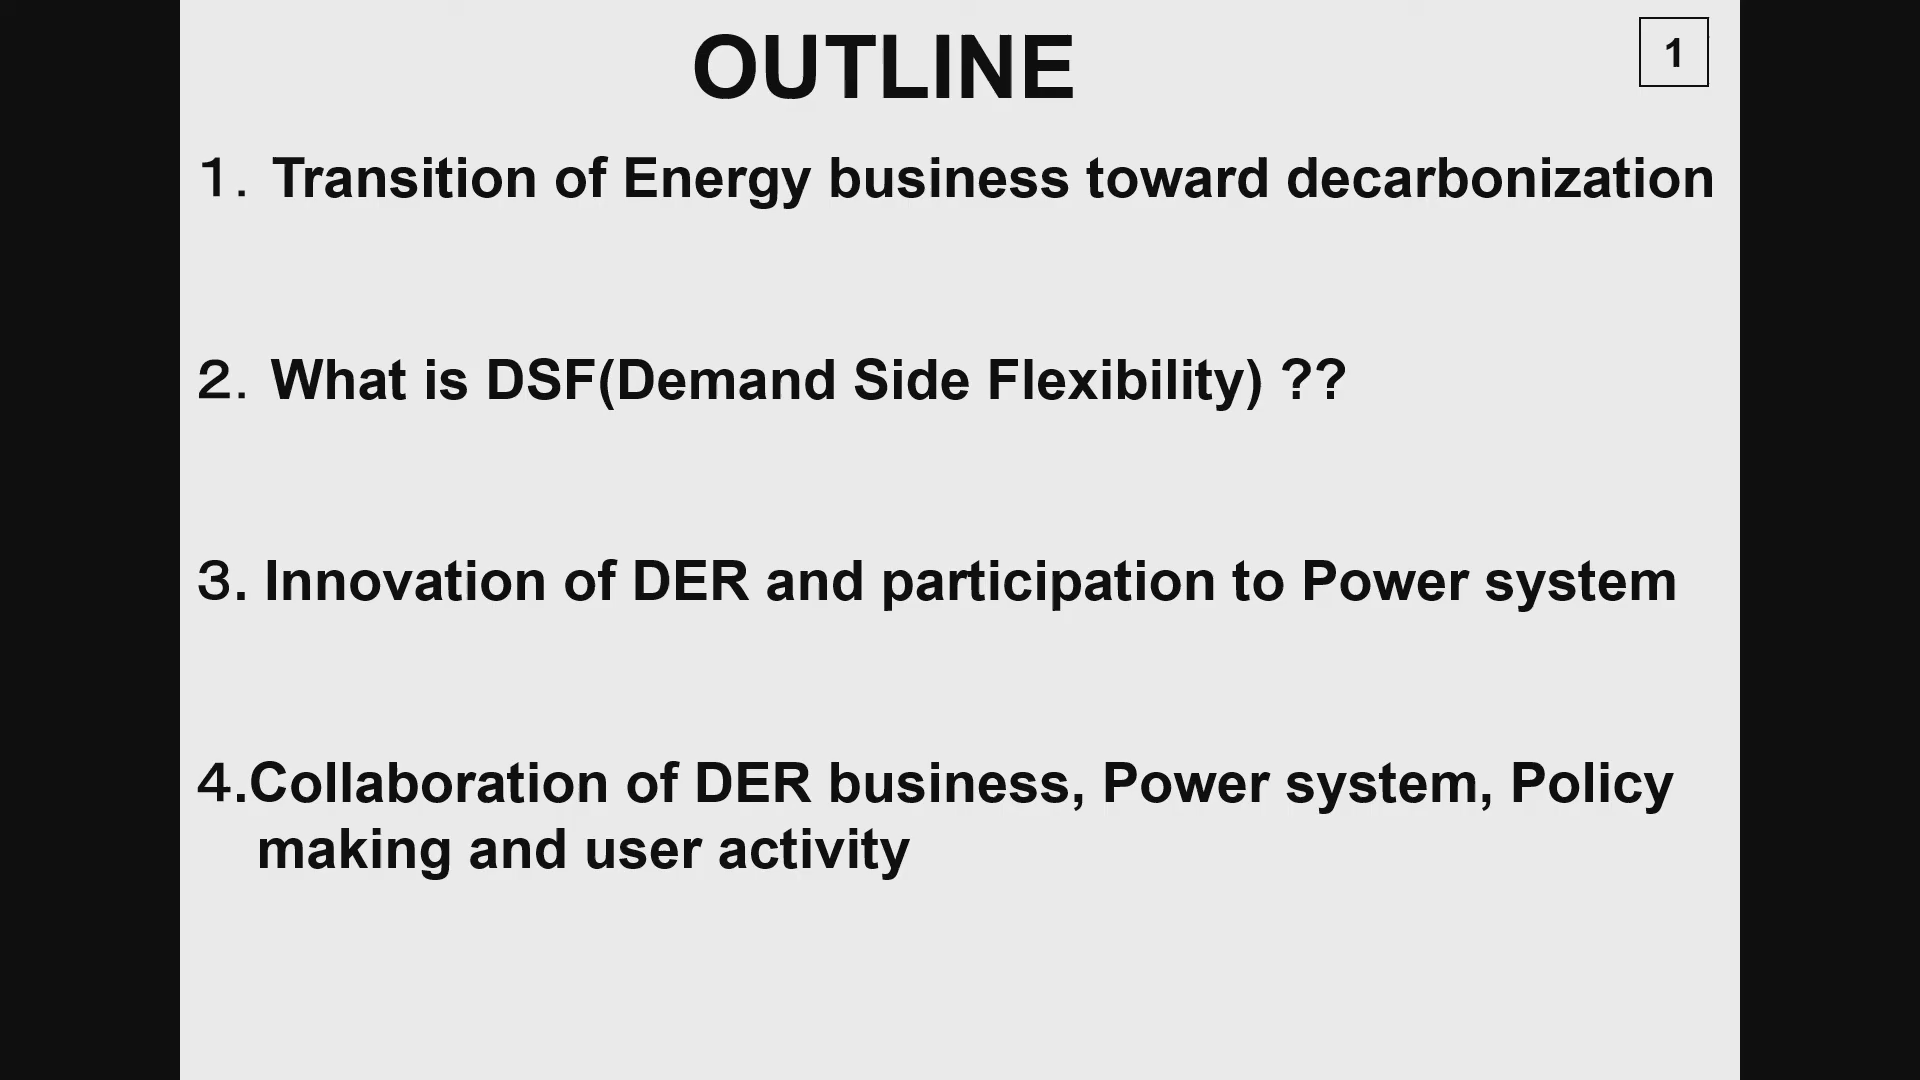 OUTLINE
1
１. Transition of Energy business toward decarbonization
２. What is DSF(Demand Side Flexibility) ??
３. Innovation of DER and participation to Power system
４.Collaboration of DER business, Power system, Policy
making and user activity